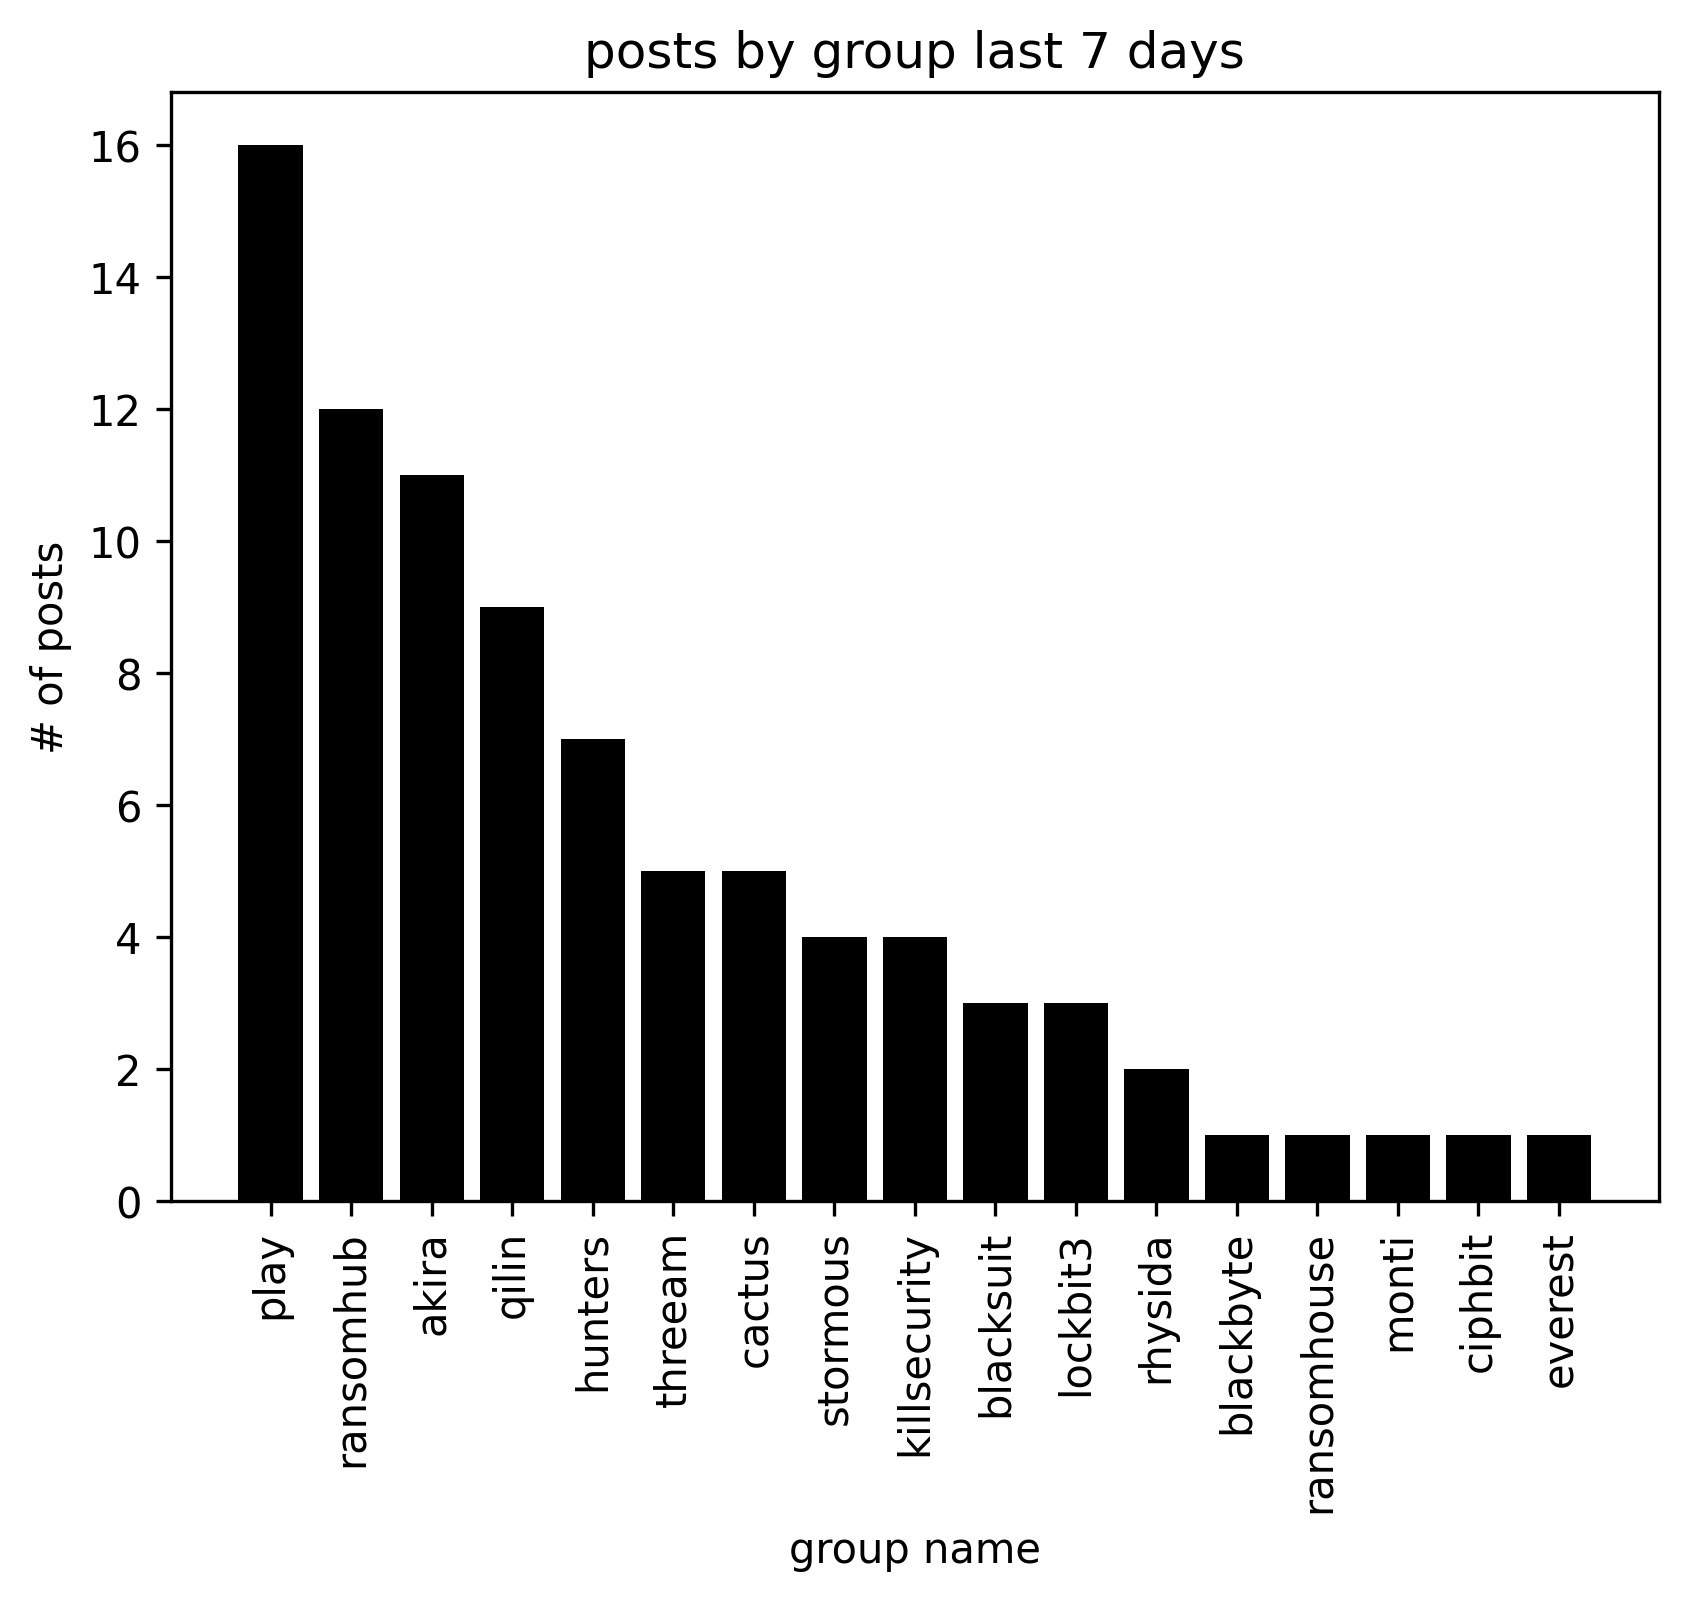 posts by group last 7 days
# of posts
16
14
12
10
8
6
4
2
0
play
ransomhub
akira
qilin
hunters
threeam
cactus
stormous
killsecurity
blacksuit
lockbit3
rhysida
blackbyte
ransomhouse
monti
ciphbit
everest
group name